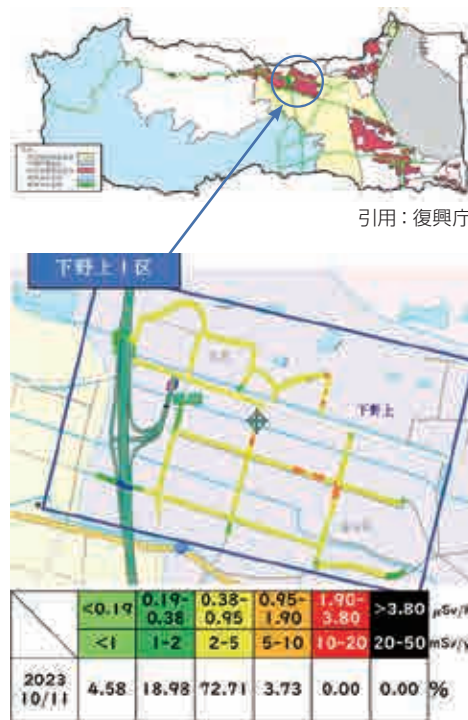 引用：復興庁
下野上1区
下野上
<0.19 0.19-0.38 0.38-0.95 0.95-1.90 1.90-3.80 >3.80 μSv/h
<1 1-2 2-5 5-10 10-20 20-50 mSv/y
2023 10/11 4.58 18.98 72.71 3.73 0.00 0.00 %